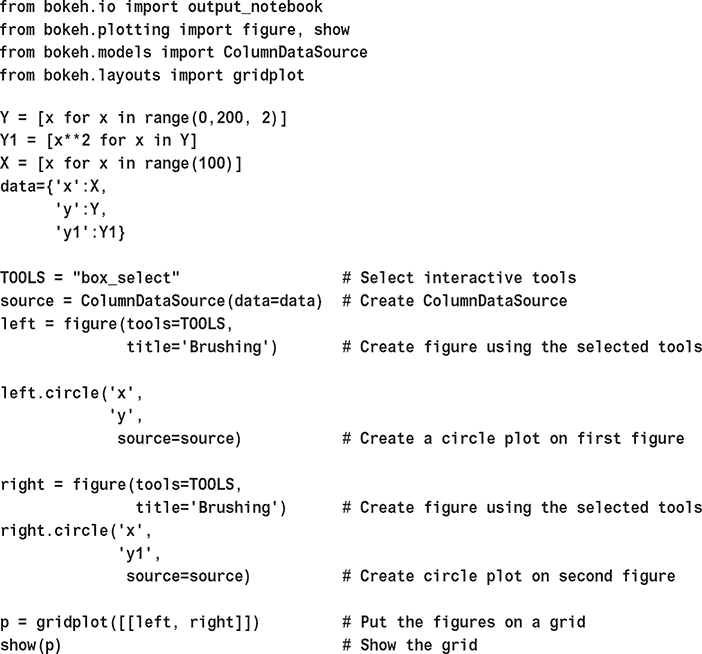 from bokeh.io import output_notebook
from bokeh.plotting import figure, show
from bokeh.models import ColumnDataSource
from bokeh.layouts import gridplot

Y = [x for x in range(0,200, 2)]
Y1 = [x**2 for x in Y]
X = [x for x in range(100)]
data={'x':X,
      'y':Y,
      'y1':Y1}

TOOLS = "box_select"                  # Select interactive tools
source = ColumnDataSource(data=data)  # Create ColumnDataSource
left = figure(tools=TOOLS,
              title='Brushing')       # Create figure using the selected tools

left.circle('x',
            'y',
             source=source)           # Create a circle plot on first figure

right = figure(tools=TOOLS,
               title='Brushing')      # Create figure using the selected tools
right.circle('x',
             'y1',
              source=source)          # Create circle plot on second figure

p = gridplot([[left, right]])         # Put the figures on a grid
show(p)                               # Show the grid